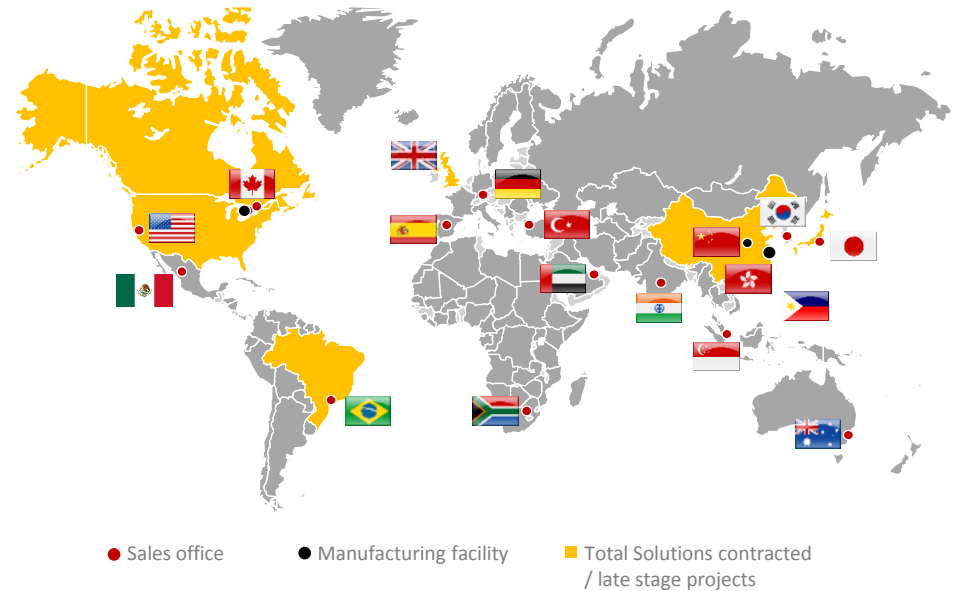 Sales office
Manufacturing facility
Total Solutions contracted
/ late stage projects